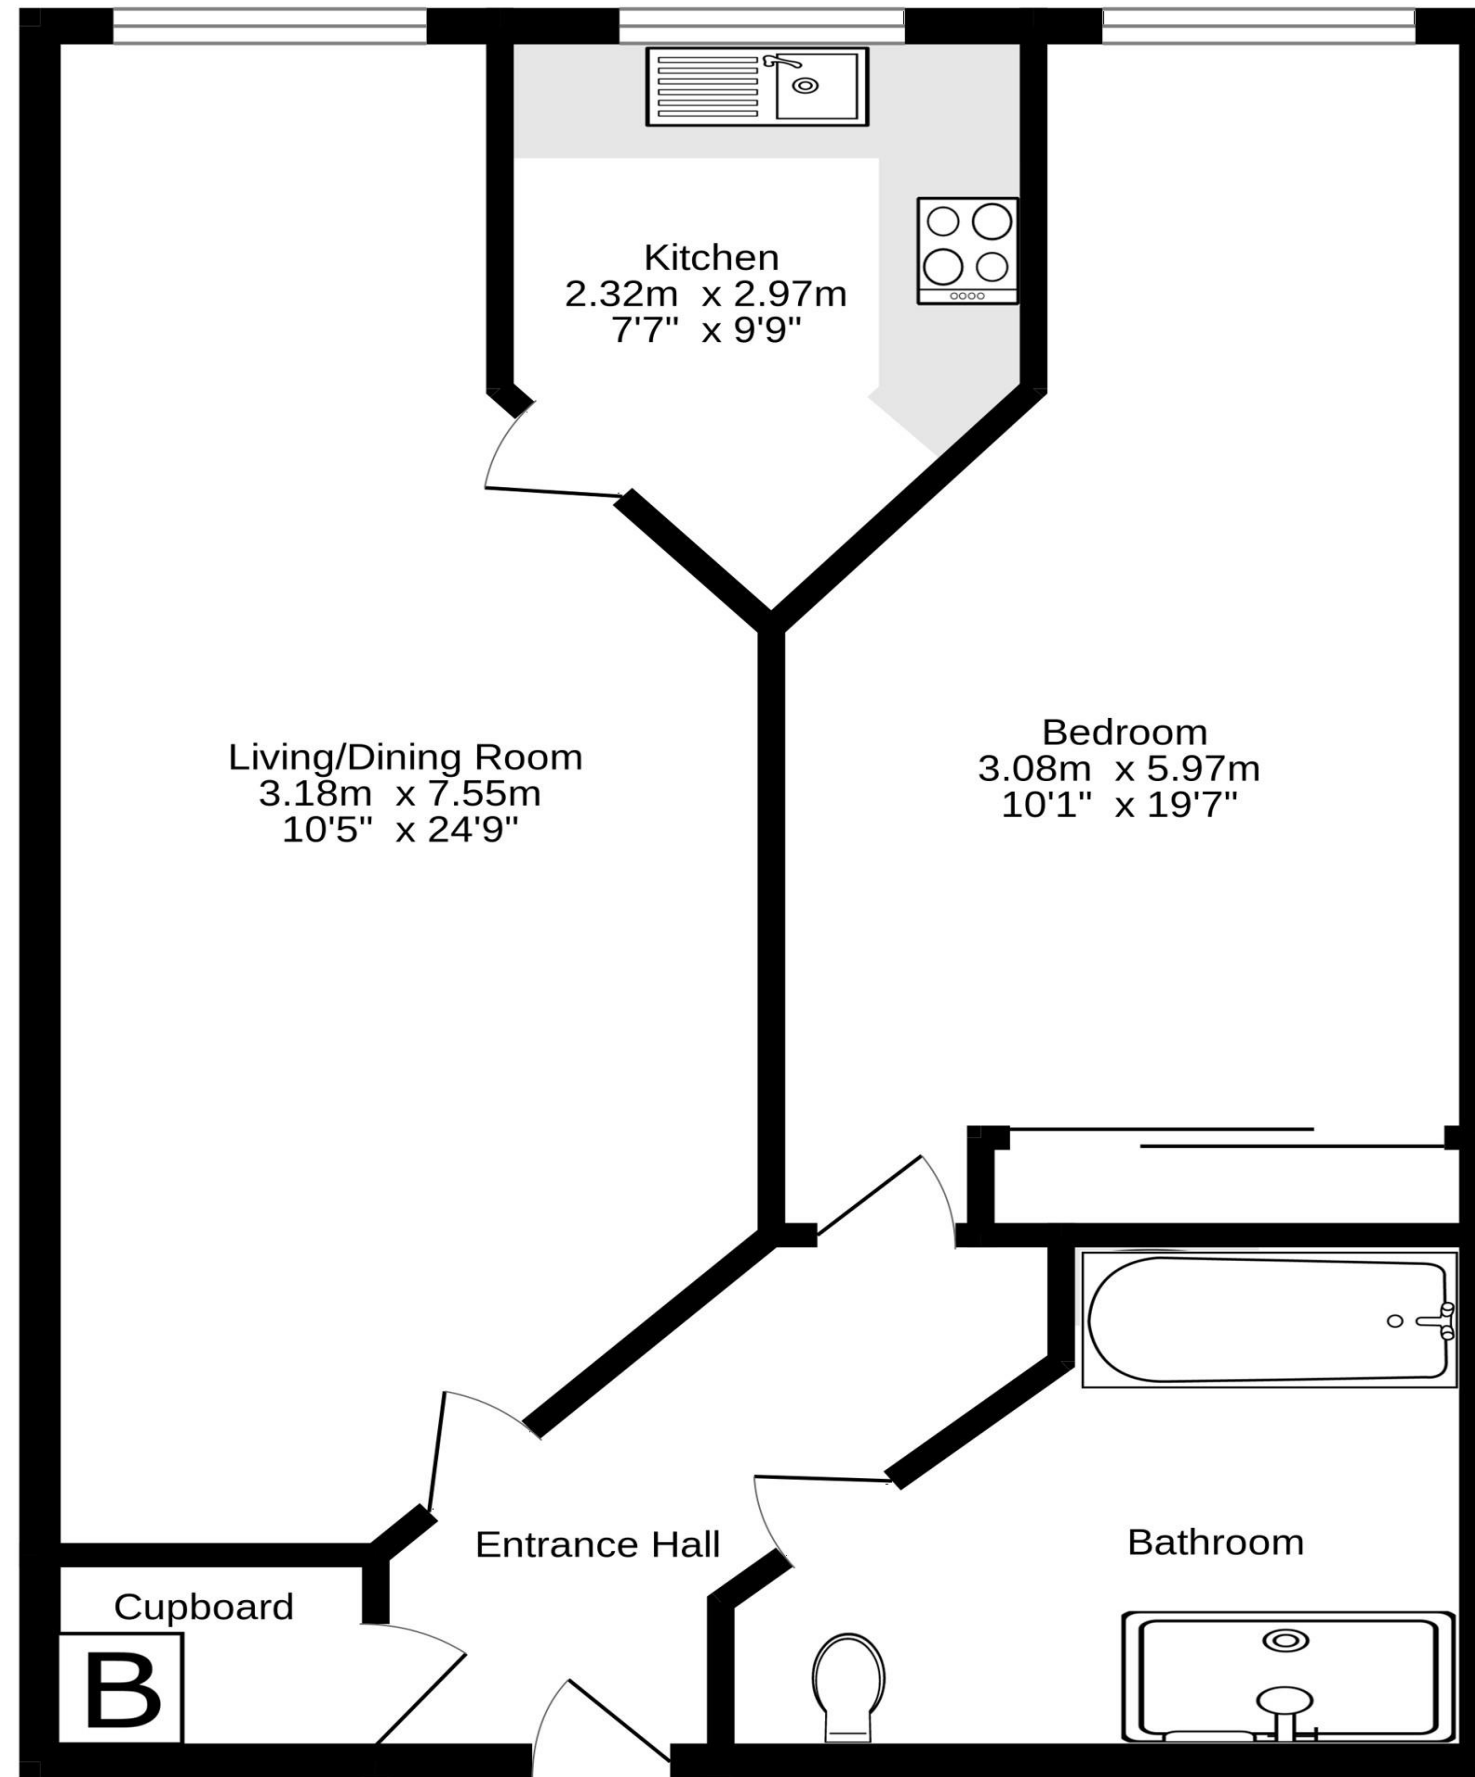 Kitchen
2.32m x 2.97m
7'7" x 9'9"
Living/Dining Room
3.18m x 7.55m
10'5" x 24'9"
Bedroom
3.08m x 5.97m
10'1" x 19'7"
Entrance Hall
Bathroom
Cupboard
B